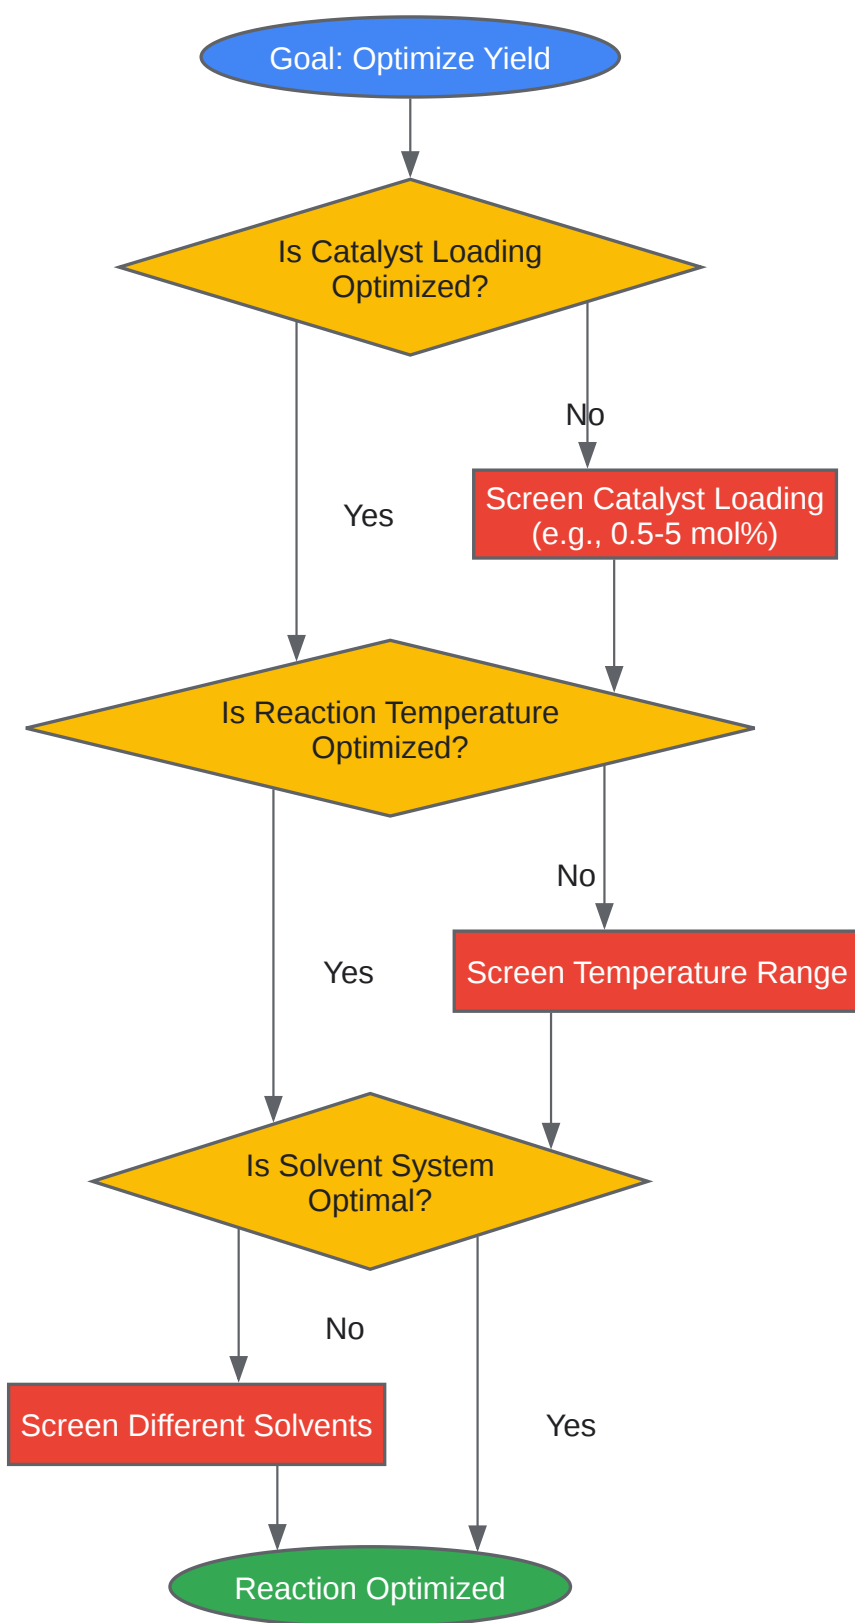 Goal: Optimize Yield
Is Catalyst Loading
Optimized?
No
Screen Catalyst Loading
(e.g., 0.5-5 mol%)
Yes
Is Reaction Temperature
Optimized?
No
Screen Temperature Range
Yes
Is Solvent System
Optimal?
No
Screen Different Solvents
Yes
Reaction Optimized